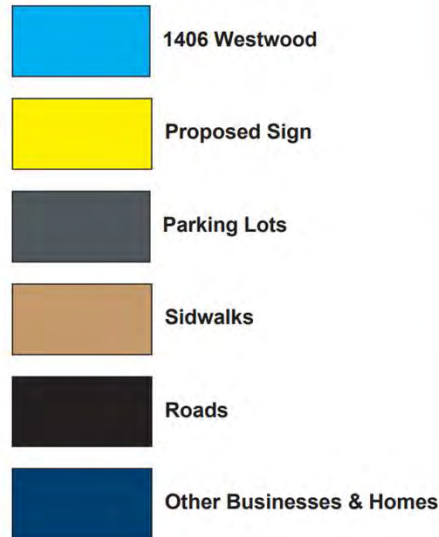 1406 Westwood
Proposed Sign
Parking Lots
Sidwalks
Roads
Other Businesses & Homes